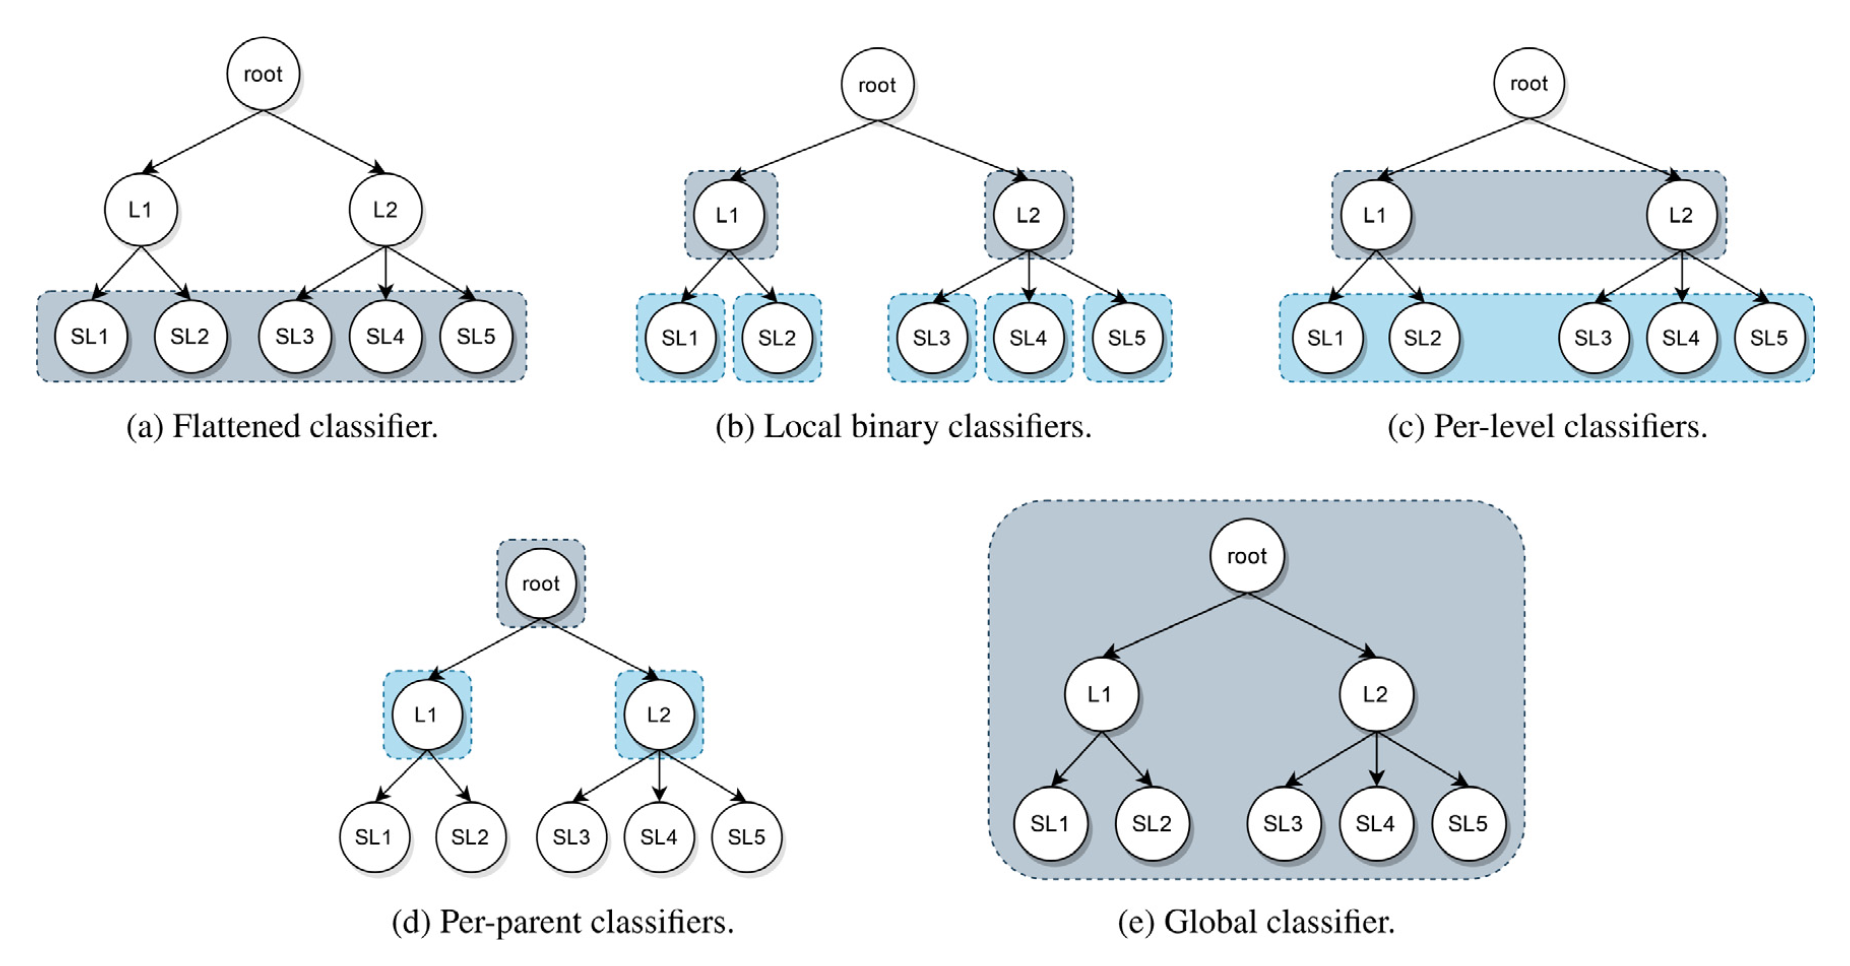 root
L1 L2
SL1 SL2 SL3 SL4 SL5
(a) Flattened classifier.
root
L1 L2
SL1 SL2 SL3 SL4 SL5
(b) Local binary classifiers.
root
L1 L2
SL1 SL2 SL3 SL4 SL5
(c) Per-level classifiers.
root
L1 L2
SL1 SL2 SL3 SL4 SL5
(d) Per-parent classifiers.
root
L1 L2
SL1 SL2 SL3 SL4 SL5
(e) Global classifier.